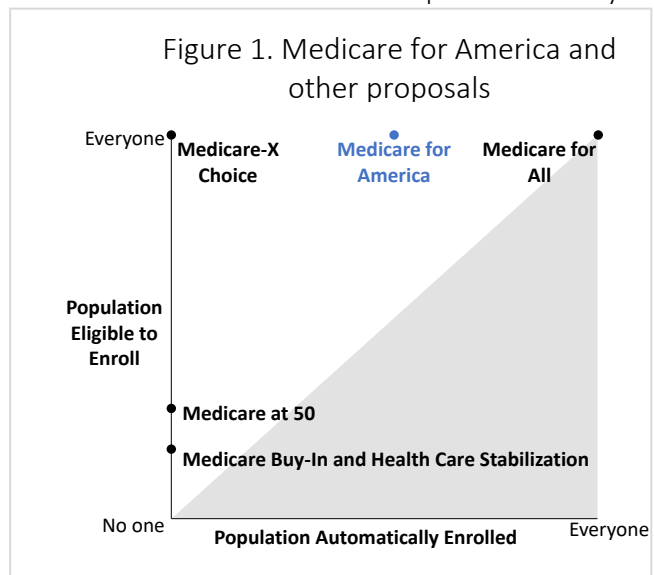 Figure 1. Medicare for America and
other proposals
Everyone
Medicare-X
Choice
Medicare for
America
Medicare for
All
Population
Eligible to
Enroll
Medicare at 50
Medicare Buy-In and Health Care Stabilization
No one
Population Automatically Enrolled
Everyone